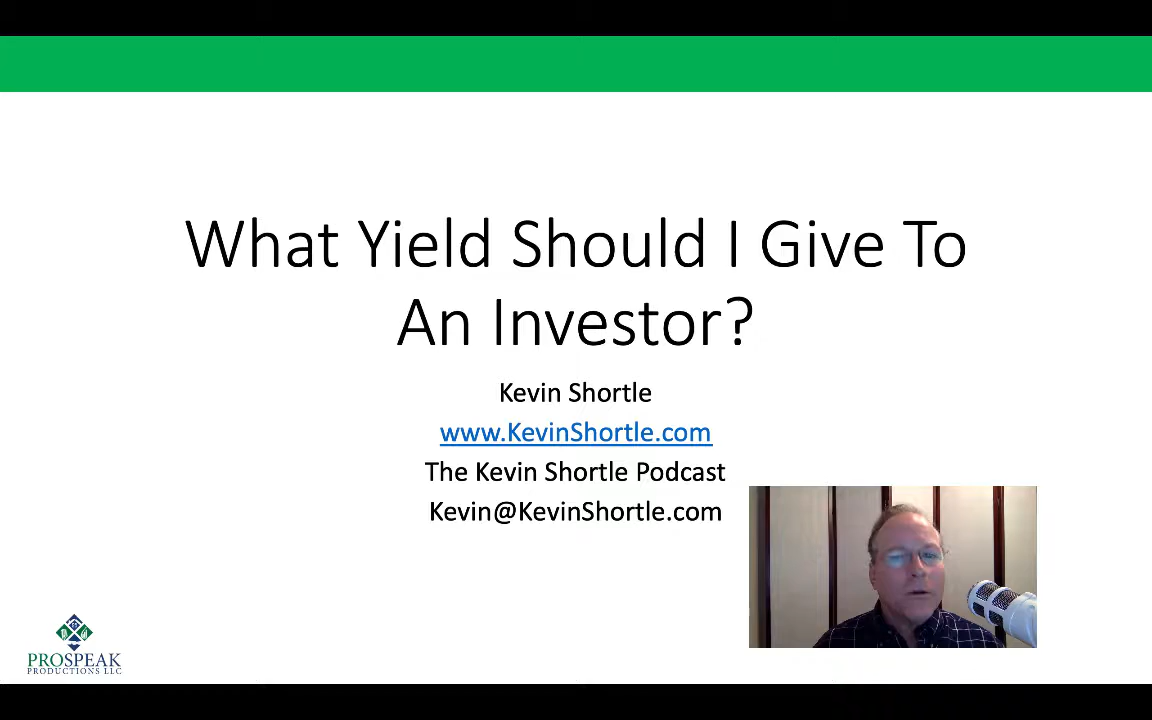 What Yield Should I Give To
An Investor?
Kevin Shortle
www.KevinShortle.com
The Kevin Shortle Podcast
Kevin@KevinShortle.com
PROSPEAK
PRODUCTIONS LLC